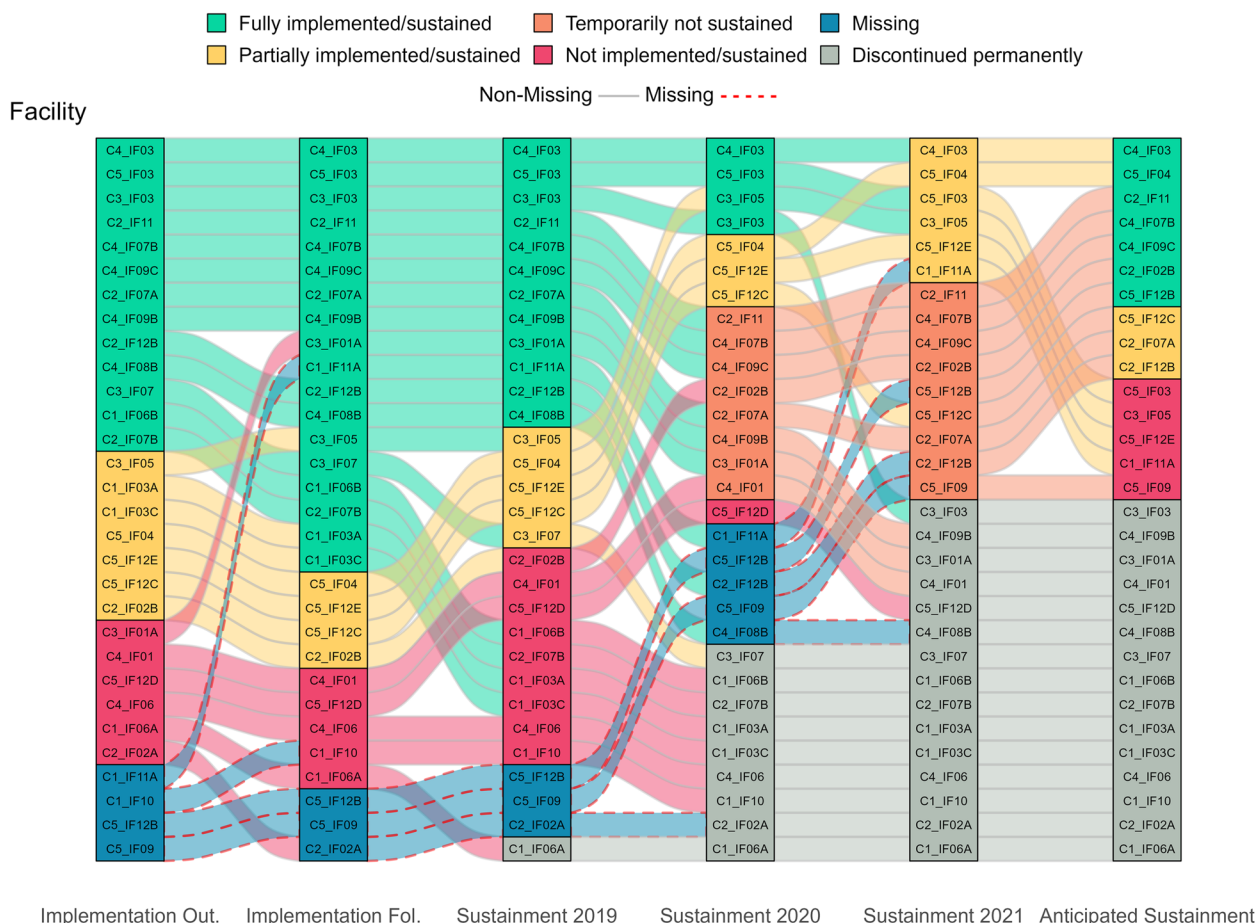 Fully implemented/sustained Temporarily not sustained Missing
Partially implemented/sustained Not implemented/sustained Discontinued permanently
Non-Missing Missing
Facility
C4_IF03 C4_IF03 C4_IF03 C4_IF03 C4_IF03 C4_IF03
C5_IF03 C5_IF03 C5_IF03 C5_IF03 C5_IF04 C5_IF04
C3_IF03 C3_IF03 C3_IF03 C3_IF05 C5_IF03 C2_IF11
C2_IF11 C2_IF11 C2_IF11 C3_IF03 C3_IF05 C4_IF07B
C4_IF07B C4_IF07B C4_IF07B C5_IF04 C5_IF12E C4_IF09C
C4_IF09C C4_IF09C C4_IF09C C5_IF12E C1_IF11A C2_IF02B
C2_IF07A C2_IF07A C2_IF07A C5_IF12C C2_IF11 C5_IF12B
C4_IF09B C4_IF09B C4_IF09B C2_IF11 C4_IF07B C5_IF12C
C2_IF12B C3_IF01A C3_IF01A C4_IF07B C4_IF09C C2_IF07A
C4_IF08B C1_IF11A C1_IF11A C4_IF09C C2_IF02B C2_IF12B
C3_IF07 C2_IF12B C2_IF12B C2_IF02B C5_IF12B C5_IF03
C1_IF06B C4_IF08B C4_IF08B C2_IF07A C5_IF12C C3_IF05
C2_IF07B C3_IF05 C3_IF05 C4_IF09B C2_IF07A C5_IF12E
C3_IF05 C3_IF07 C5_IF04 C3_IF01A C2_IF12B C1_IF11A
C1_IF03A C1_IF06B C5_IF12E C4_IF01 C5_IF09 C5_IF09
C1_IF03C C2_IF07B C5_IF12C C5_IF12D C3_IF03 C3_IF03
C5_IF04 C1_IF03A C3_IF07 C1_IF11A C4_IF09B C4_IF09B
C5_IF12E C1_IF03C C2_IF02B C5_IF12B C3_IF01A C3_IF01A
C5_IF12C C5_IF04 C4_IF01 C2_IF12B C4_IF01 C4_IF01
C2_IF02B C5_IF12E C5_IF12D C5_IF09 C5_IF12D C5_IF12D
C3_IF01A C5_IF12C C1_IF06B C4_IF08B C4_IF08B C4_IF08B
C4_IF01 C2_IF02B C2_IF07B C3_IF07 C3_IF07 C3_IF07
C5_IF12D C4_IF01 C1_IF03A C1_IF06B C1_IF06B C1_IF06B
C4_IF06 C5_IF12D C1_IF03C C2_IF07B C2_IF07B C2_IF07B
C1_IF06A C4_IF06 C4_IF06 C1_IF03A C1_IF03A C1_IF03A
C2_IF02A C1_IF10 C1_IF10 C1_IF03C C1_IF03C C1_IF03C
C1_IF11A C1_IF06A C5_IF12B C4_IF06 C4_IF06 C4_IF06
C1_IF10 C5_IF12B C5_IF09 C1_IF10 C1_IF10 C1_IF10
C5_IF12B C5_IF09 C2_IF02A C2_IF02A C2_IF02A C2_IF02A
C5_IF09 C2_IF02A C1_IF06A C1_IF06A C1_IF06A C1_IF06A
Implementation Out. Implementation Fol. Sustainment 2019 Sustainment 2020 Sustainment 2021 Anticipated Sustainment